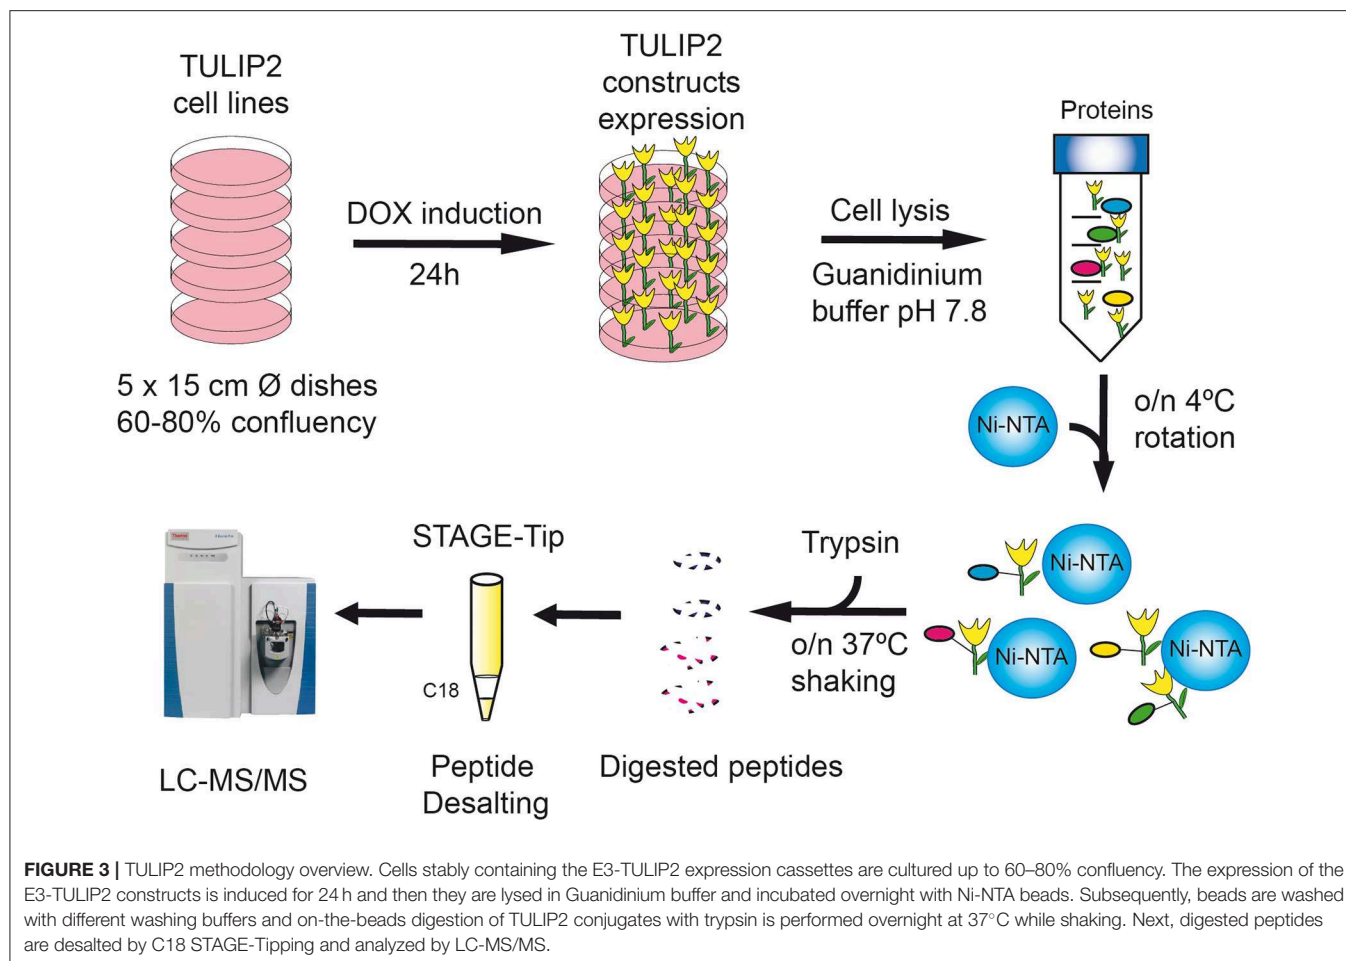 TULIP2
cell lines
TULIP2
constructs
expression
Proteins
DOX induction
24h
Cell lysis
Guanidinium
buffer pH 7.8
5 x 15 cm Ø dishes
60-80% confluency
Ni-NTA
o/n 4ºC
rotation
STAGE-Tip
Trypsin
Ni-NTA
Ni-NTA
Ni-NTA
o/n 37ºC
shaking
C18
LC-MS/MS
Peptide
Desalting
Digested peptides
FIGURE 3 | TULIP2 methodology overview. Cells stably containing the E3-TULIP2 expression cassettes are cultured up to 60–80% confluency. The expression of the
E3-TULIP2 constructs is induced for 24 h and then they are lysed in Guanidinium buffer and incubated overnight with Ni-NTA beads. Subsequently, beads are washed
with different washing buffers and on-the-beads digestion of TULIP2 conjugates with trypsin is performed overnight at 37°C while shaking. Next, digested peptides
are desalted by C18 STAGE-Tipping and analyzed by LC-MS/MS.